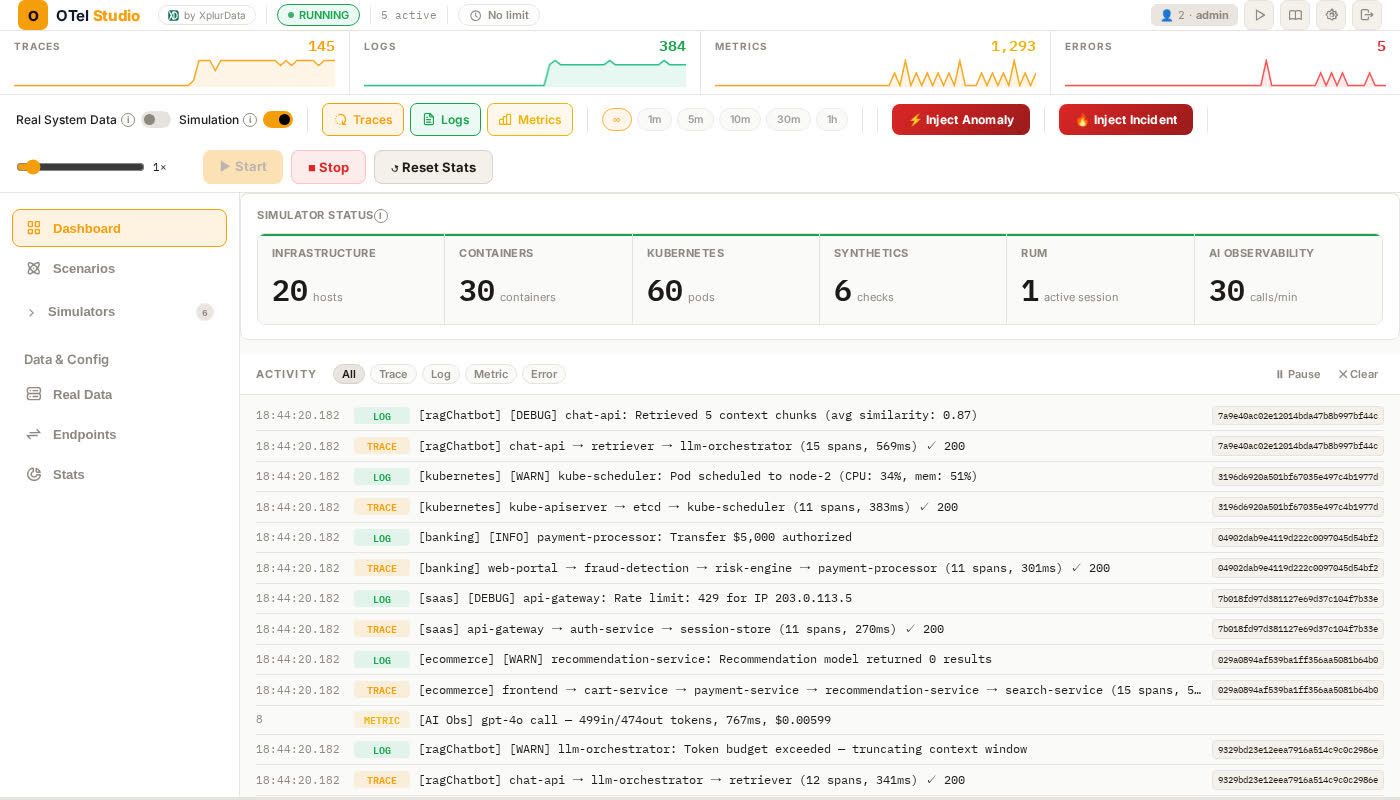 O OTel Studio by XplurData RUNNING 5 active No limit 👤 2 · admin
TRACES 145 LOGS 384 METRICS 1,293 ERRORS 5
Real System Data i Simulation i Traces Logs Metrics ∞ 1m 5m 10m 30m 1h ⚡ Inject Anomaly 🔥 Inject Incident
1× ▶ Start ■ Stop ↺ Reset Stats
Dashboard
Scenarios
Simulators 6
Data & Config
Real Data
Endpoints
Stats
SIMULATOR STATUS i
INFRASTRUCTURE CONTAINERS KUBERNETES SYNTHETICS RUM AI OBSERVABILITY
20 hosts 30 containers 60 pods 6 checks 1 active session 30 calls/min
ACTIVITY All Trace Log Metric Error ⏸ Pause ✕ Clear
18:44:20.182 LOG [ragChatbot] [DEBUG] chat-api: Retrieved 5 context chunks (avg similarity: 0.87) 7a9e40ac02e12014bda47b8b997bf44c
18:44:20.182 TRACE [ragChatbot] chat-api → retriever → llm-orchestrator (15 spans, 569ms) ✓ 200 7a9e40ac02e12014bda47b8b997bf44c
18:44:20.182 LOG [kubernetes] [WARN] kube-scheduler: Pod scheduled to node-2 (CPU: 34%, mem: 51%) 3196d6920a501bf67035e497c4b1977d
18:44:20.182 TRACE [kubernetes] kube-apiserver → etcd → kube-scheduler (11 spans, 383ms) ✓ 200 3196d6920a501bf67035e497c4b1977d
18:44:20.182 LOG [banking] [INFO] payment-processor: Transfer $5,000 authorized 04902dab9e4119d222c0097045d54bf2
18:44:20.182 TRACE [banking] web-portal → fraud-detection → risk-engine → payment-processor (11 spans, 301ms) ✓ 200 04902dab9e4119d222c0097045d54bf2
18:44:20.182 LOG [saas] [DEBUG] api-gateway: Rate limit: 429 for IP 203.0.113.5 7b018fd97d381127e69d37c104f7b33e
18:44:20.182 TRACE [saas] api-gateway → auth-service → session-store (11 spans, 270ms) ✓ 200 7b018fd97d381127e69d37c104f7b33e
18:44:20.182 LOG [ecommerce] [WARN] recommendation-service: Recommendation model returned 0 results 029a0894af539ba1ff356aa5081b64b0
18:44:20.182 TRACE [ecommerce] frontend → cart-service → payment-service → recommendation-service → search-service (15 spans, 5… 029a0894af539ba1ff356aa5081b64b0
8 METRIC [AI Obs] gpt-4o call — 499in/474out tokens, 767ms, $0.00599
18:44:20.182 LOG [ragChatbot] [WARN] llm-orchestrator: Token budget exceeded — truncating context window 9329bd23e12eea7916a514c9c0c2986e
18:44:20.182 TRACE [ragChatbot] chat-api → llm-orchestrator → retriever (12 spans, 341ms) ✓ 200 9329bd23e12eea7916a514c9c0c2986e